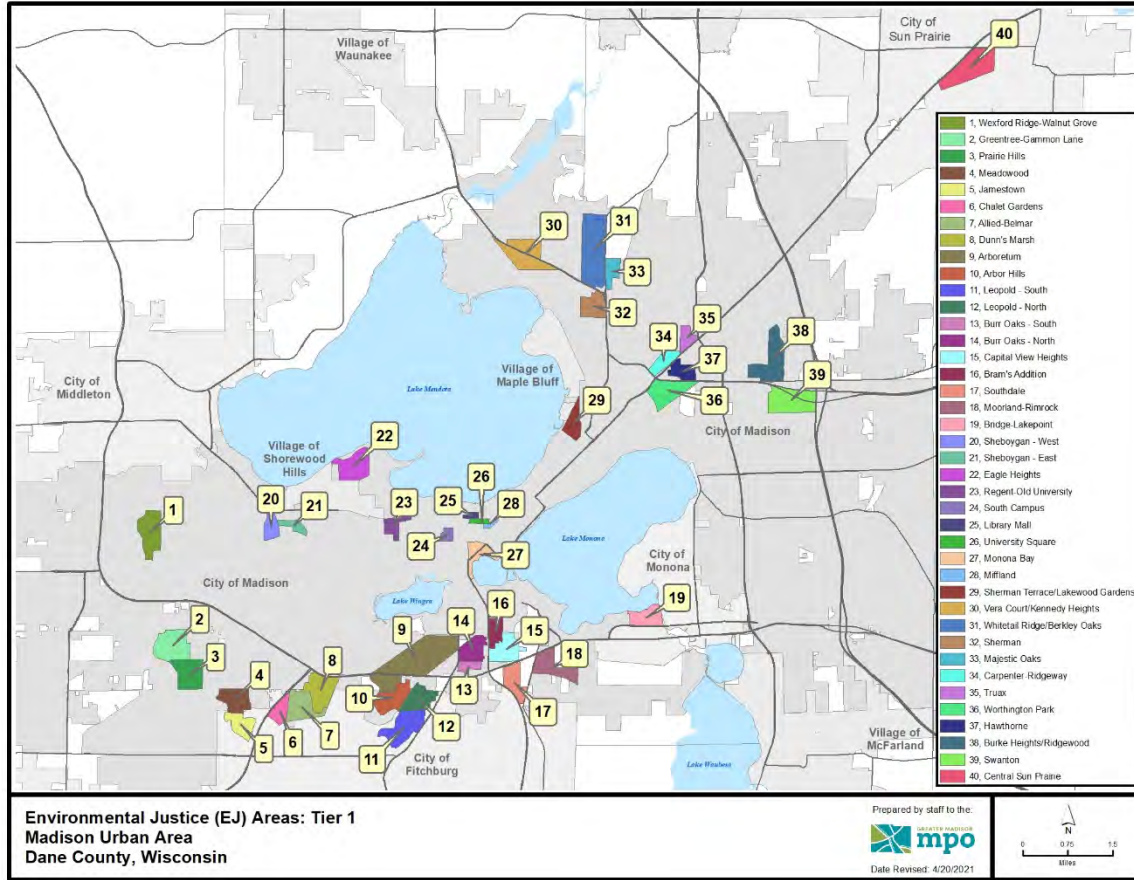 Village of
Waunakee
City of
Sun Prairie
40
1, Wexford Ridge-Walnut Grove
2, Greentree-Gammon Lane
3, Prairie Hills
4, Meadowood
5, Jamestown
6, Chalet Gardens
7, Allied-Belmar
8, Dunn's Marsh
9, Arboretum
10, Arbor Hills
11, Leopold - South
12, Leopold - North
13, Burr Oaks - South
14, Burr Oaks - North
15, Capital View Heights
16, Bram's Addition
17, Southdale
18, Moorland-Rimrock
19, Bridge-Lakepoint
20, Sheboygan - West
21, Sheboygan - East
22, Eagle Heights
23, Regent-Old University
24, South Campus
25, Library Mall
26, University Square
27, Monona Bay
28, Mifflland
29, Sherman Terrace/Lakewood Gardens
30, Vera Court/Kennedy Heights
31, Whitetail Ridge/Berkley Oaks
32, Sherman
33, Majestic Oaks
34, Carpenter-Ridgeway
35, Truax
36, Worthington Park
37, Hawthorne
38, Burke Heights/Ridgewood
39, Swanton
40, Central Sun Prairie
30
31
33
32
35
34
37
38
36
39
City of
Middleton
Lake Mendota
Village of
Maple Bluff
29
City of Madison
Village of
Shorewood
Hills
22
1
20
21
23
25
26
28
24
27
Lake Monona
City of
Monona
City of Madison
Lake Wingra
19
2
3
4
5
6
7
8
9
10
11
12
13
14
16
15
18
17
City of
Fitchburg
Village of
McFarland
Lake Waubesa
Environmental Justice (EJ) Areas: Tier 1
Madison Urban Area
Dane County, Wisconsin
Prepared by staff to the:
GREATER MADISON
mpo
Date Revised: 4/20/2021
N
0 0.75 1.5
Miles